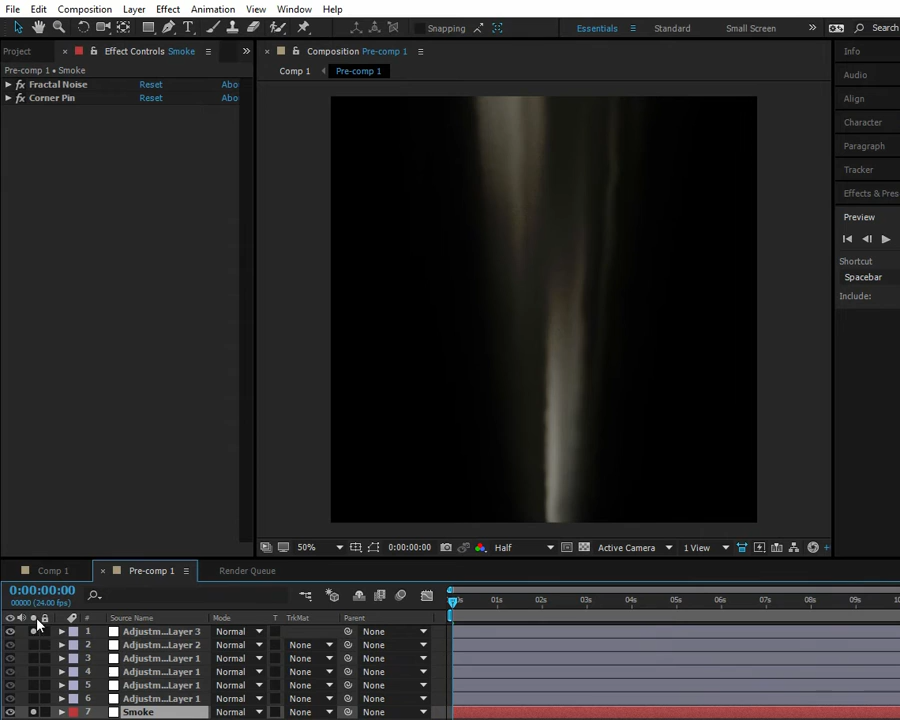 File Edit Composition Layer Effect Animation View Window Help
Snapping Essentials Standard Small Screen Search
Project Effect Controls Smoke Composition Pre-comp 1 Info
Pre-comp 1 • Smoke Comp 1 Pre-comp 1 Audio
fx Fractal Noise Reset Abo
fx Corner Pin Reset Abo Align
Character
Paragraph
Tracker
Effects & Pres
Preview
Shortcut
Spacebar
Include:
50% 0:00:00:00 Half Active Camera 1 View +0
Comp 1 Pre-comp 1 Render Queue
0:00:00:00
00000 (24.00 fps) 01s 02s 03s 04s 05s 06s 07s 08s 09s 10
# Source Name Mode T TrkMat Parent
1 Adjustm...Layer 3 Normal None
2 Adjustm...Layer 2 Normal None None
3 Adjustm...Layer 1 Normal None None
4 Adjustm...Layer 1 Normal None None
5 Adjustm...Layer 1 Normal None None
6 Adjustm...Layer 1 Normal None None
7 Smoke Normal None None